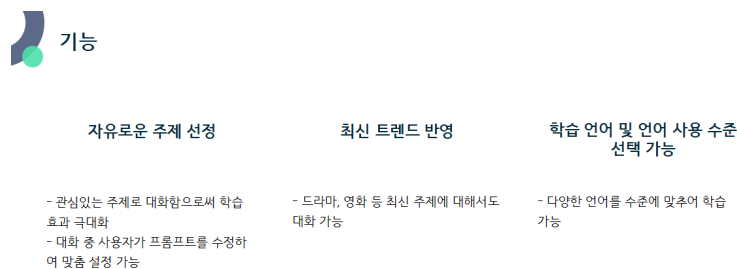 기능
자유로운 주제 선정
- 관심있는 주제로 대화함으로써 학습
효과 극대화
- 대화 중 사용자가 프롬프트를 수정하
여 맞춤 설정 가능
최신 트렌드 반영
- 드라마, 영화 등 최신 주제에 대해서도
대화 가능
학습 언어 및 언어 사용 수준
선택 가능
- 다양한 언어를 수준에 맞추어 학습
가능